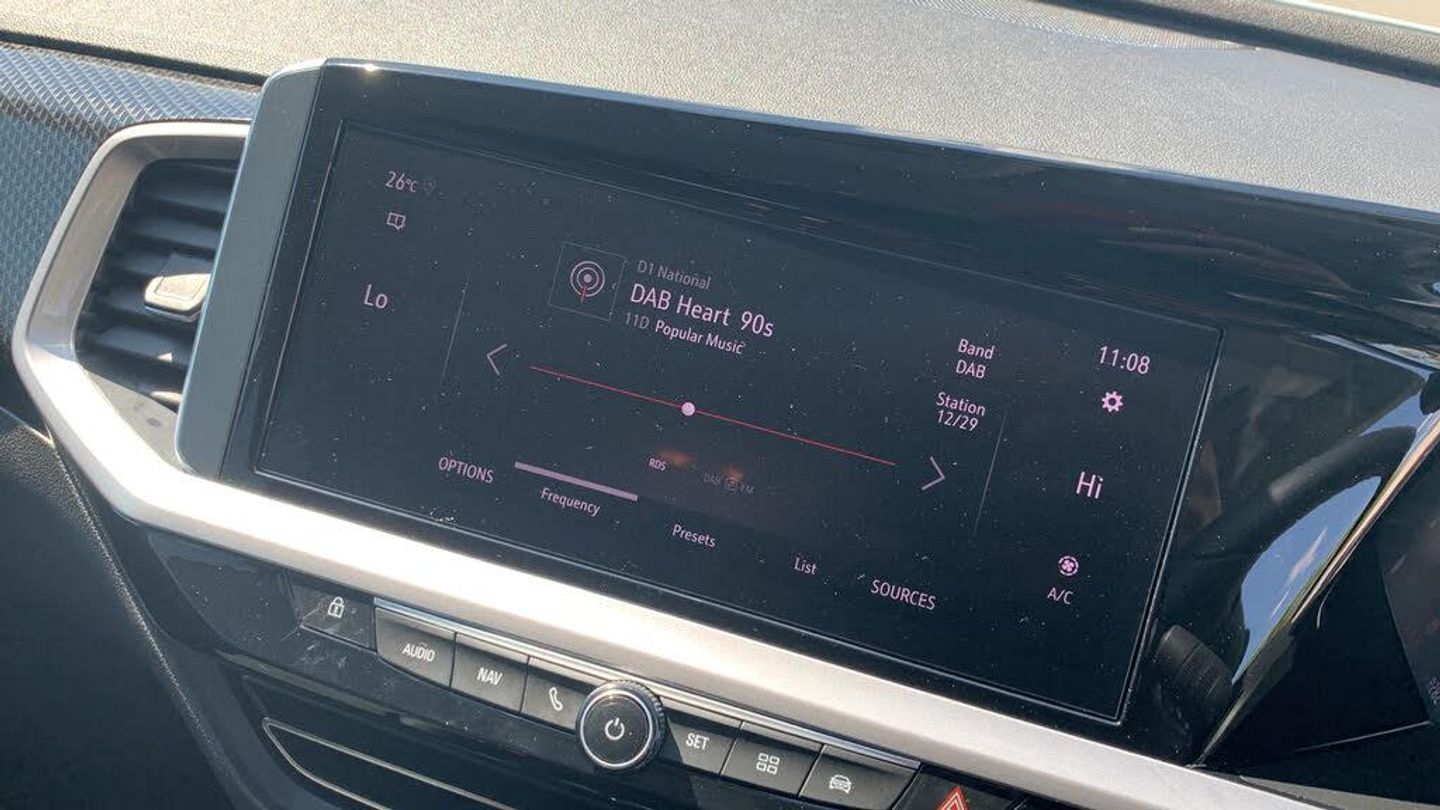 26°C
Lo
D1 National
DAB Heart 90s
11D Popular Music
Band
DAB
Station
12/29
11:08
Hi
A/C
RDS
DAB
FM
OPTIONS
Frequency
Presets
List
SOURCES
AUDIO
NAV
SET